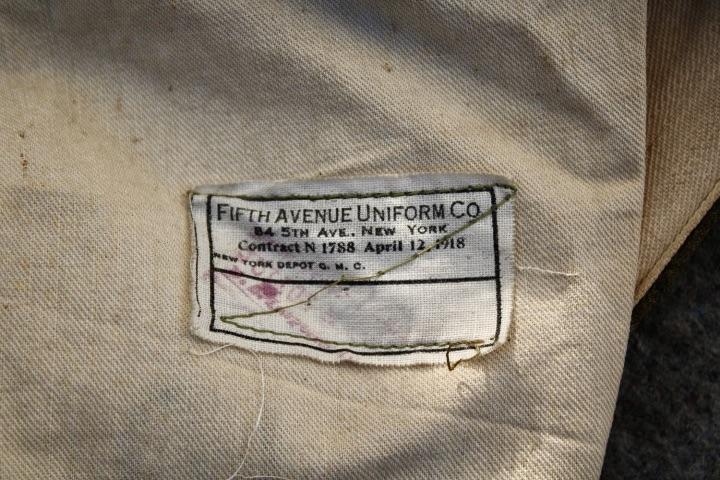 FIFTH AVENUE UNIFORM CO
84 5TH AVE., NEW YORK
Contract N 1788 April 12, 1918
NEW YORK DEPOT Q. M. C.